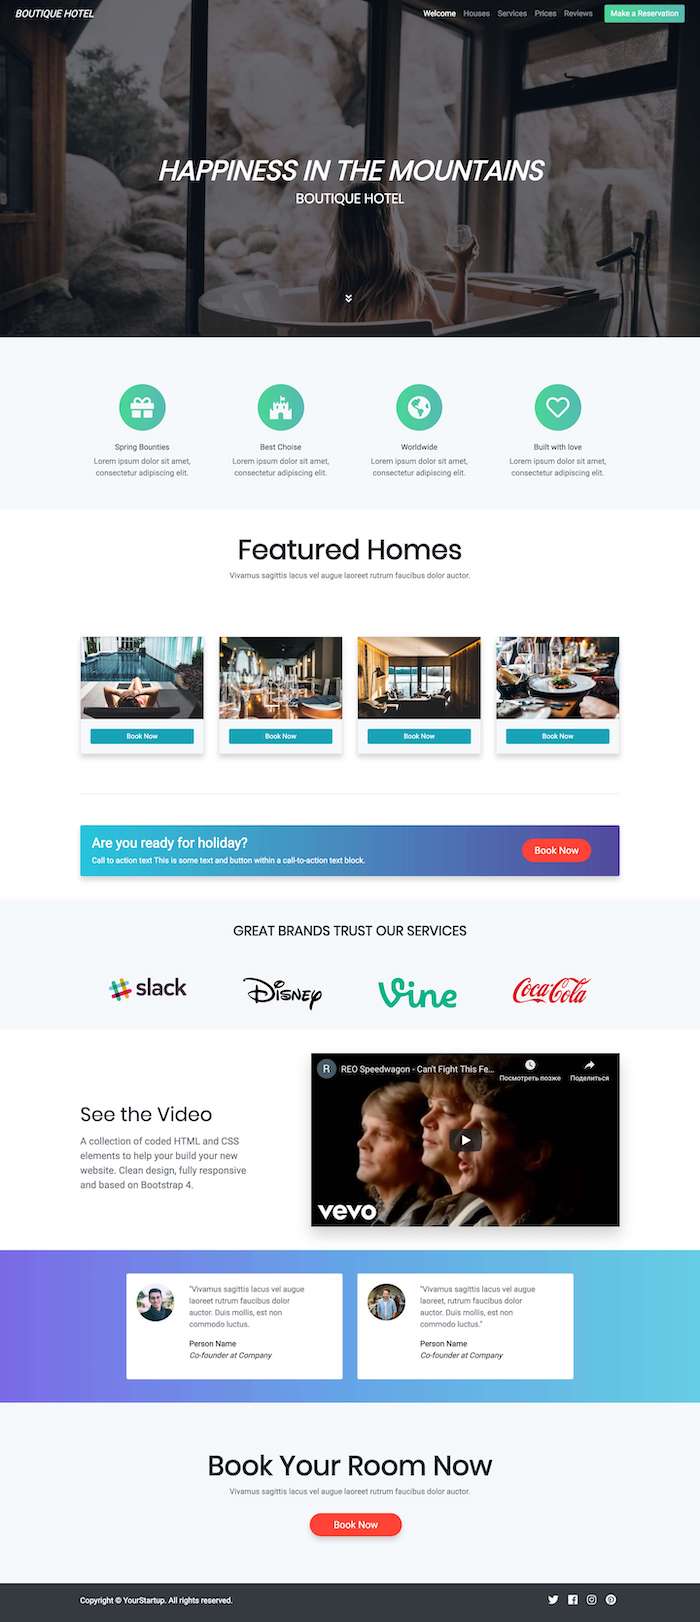 BOUTIQUE HOTEL
Welcome Houses Services Prices Reviews Make a Reservation
HAPPINESS IN THE MOUNTAINS
BOUTIQUE HOTEL
Spring Bounties
Lorem ipsum dolor sit amet,
consectetur adipiscing elit.
Best Choise
Lorem ipsum dolor sit amet,
consectetur adipiscing elit.
Worldwide
Lorem ipsum dolor sit amet,
consectetur adipiscing elit.
Built with love
Lorem ipsum dolor sit amet,
consectetur adipiscing elit.
Featured Homes
Vivamus sagittis lacus vel augue laoreet rutrum faucibus dolor auctor.
Book Now
Book Now
Book Now
Book Now
Are you ready for holiday?
Call to action text This is some text and button within a call-to-action text block.
Book Now
GREAT BRANDS TRUST OUR SERVICES
slack
Disney
Vine
Coca-Cola
See the Video
A collection of coded HTML and CSS
elements to help your build your new
website. Clean design, fully responsive
and based on Bootstrap 4.
R
REO Speedwagon - Can't Fight This Fe...
Посмотреть позже
Поделиться
vevo
"Vivamus sagittis lacus vel augue
laoreet rutrum faucibus dolor
auctor. Duis mollis, est non
commodo luctus.
Person Name
Co-founder at Company
"Vivamus sagittis lacus vel augue
laoreet, rutrum faucibus dolor
auctor. Duis mollis, est non
commodo luctus."
Person Name
Co-founder at Company
Book Your Room Now
Vivamus sagittis lacus vel augue laoreet rutrum faucibus dolor auctor.
Book Now
Copyright © YourStartup. All rights reserved.